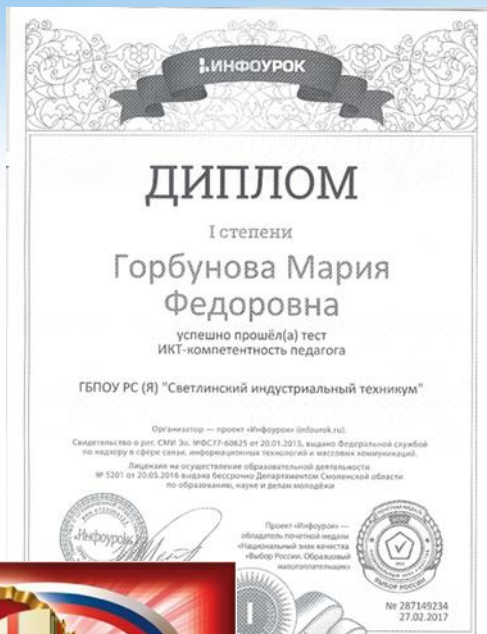 ИНФОУРОК
ДИПЛОМ
I степени
Горбунова Мария
Федоровна
успешно прошёл(а) тест
ИКТ-компетентность педагога
ГБПОУ РС (Я) "Светлинский индустриальный техникум"
Организатор — проект «Инфоурок» (infourok.ru).
Свидетельство о рег. СМИ Эл. №ФС77-60625 от 20.01.2015, выдано Федеральной службой
по надзору в сфере связи, информационных технологий и массовых коммуникаций.
Лицензия на осуществление образовательной деятельности
№ 5201 от 20.05.2016 выдана бессрочно Департаментом Смоленской области
по образованию, науке и делам молодёжи
«Инфоурок»
Проект «Инфоурок» —
обладатель почетной медали
«Национальный знак качества
«Выбор России. Образцовый
налогоплательщик»
ВЫБОР РОССИИ
I
№ 287149234
27.02.2017